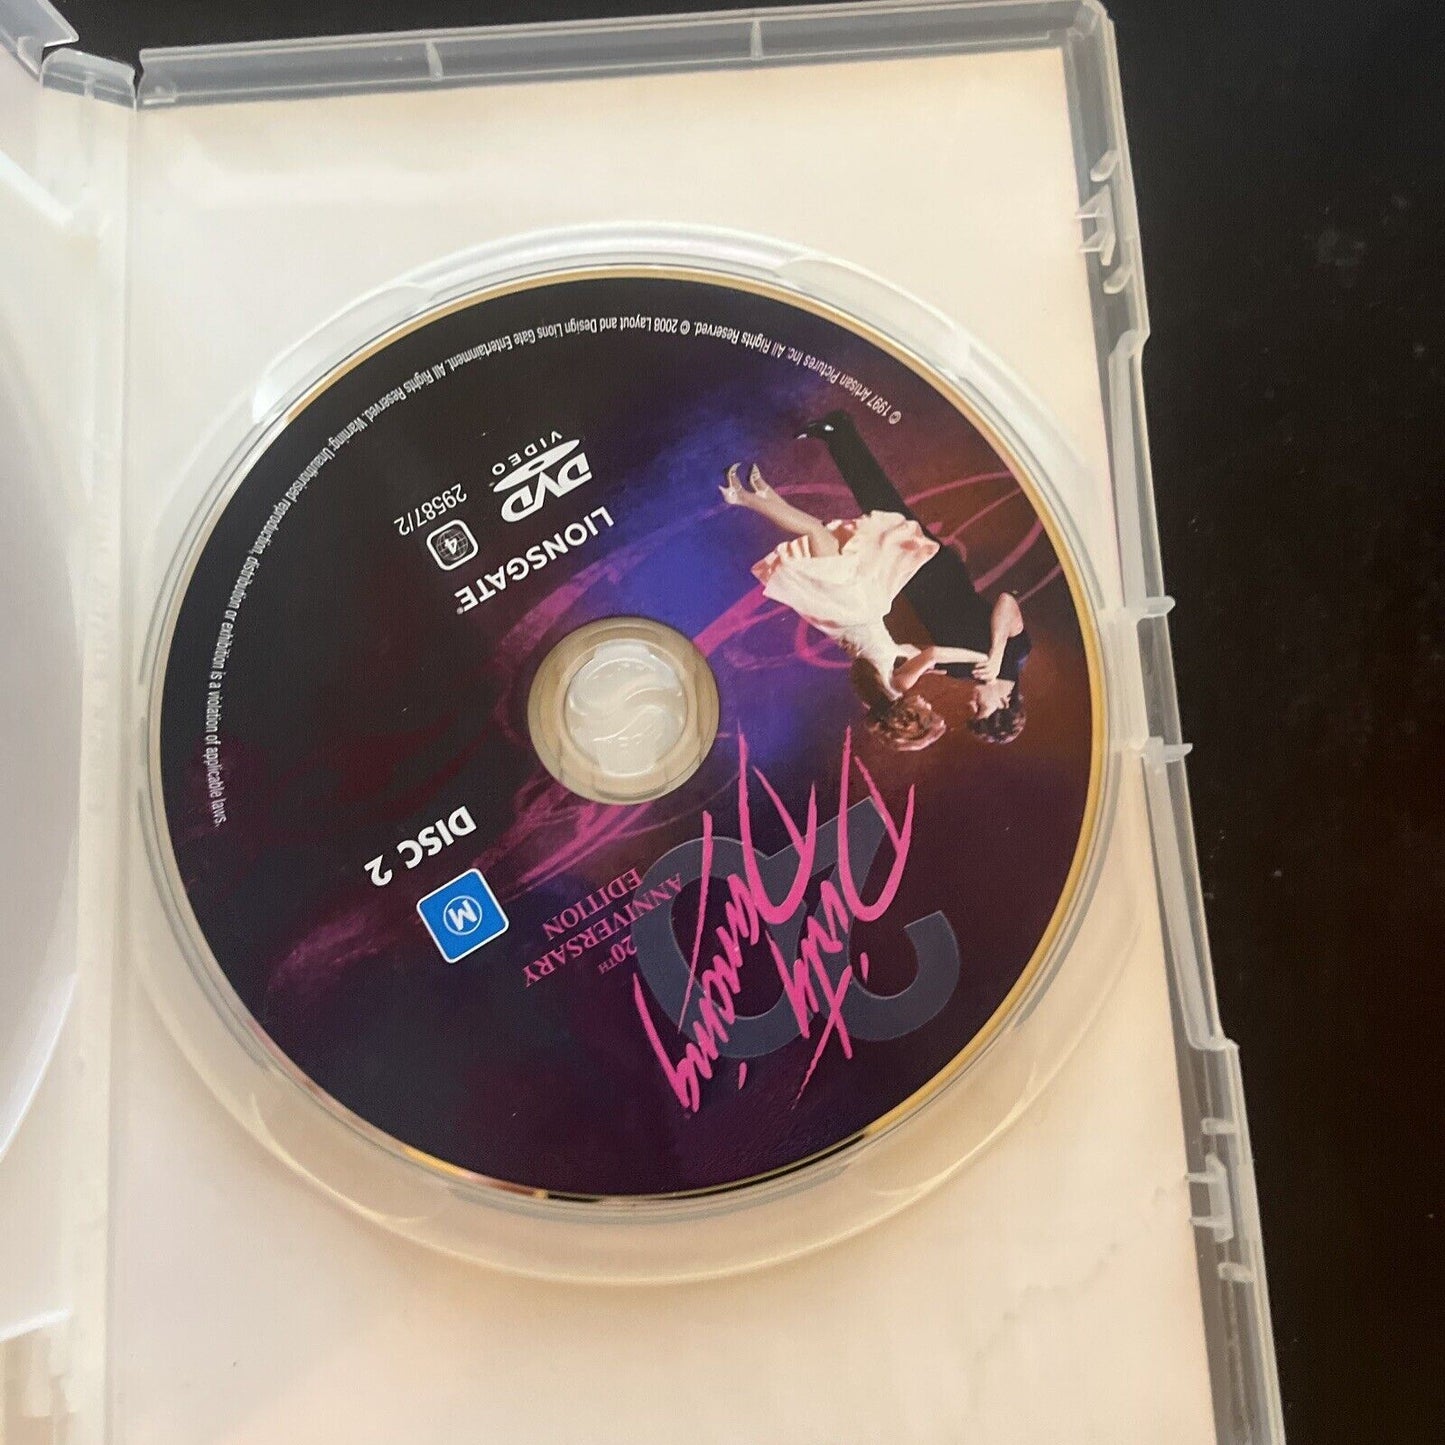 Dirty
Dancing
20
20TH
ANNIVERSARY
EDITION
M
DISC 2
LIONSGATE®
DVD
VIDEO
4
29587/2
© 1997 Artisan Pictures Inc. All Rights Reserved. © 2008 Layout and Design Lions Gate Entertainment. All Rights Reserved. Warning: Unauthorised reproduction, distribution or exhibition is a violation of applicable laws.